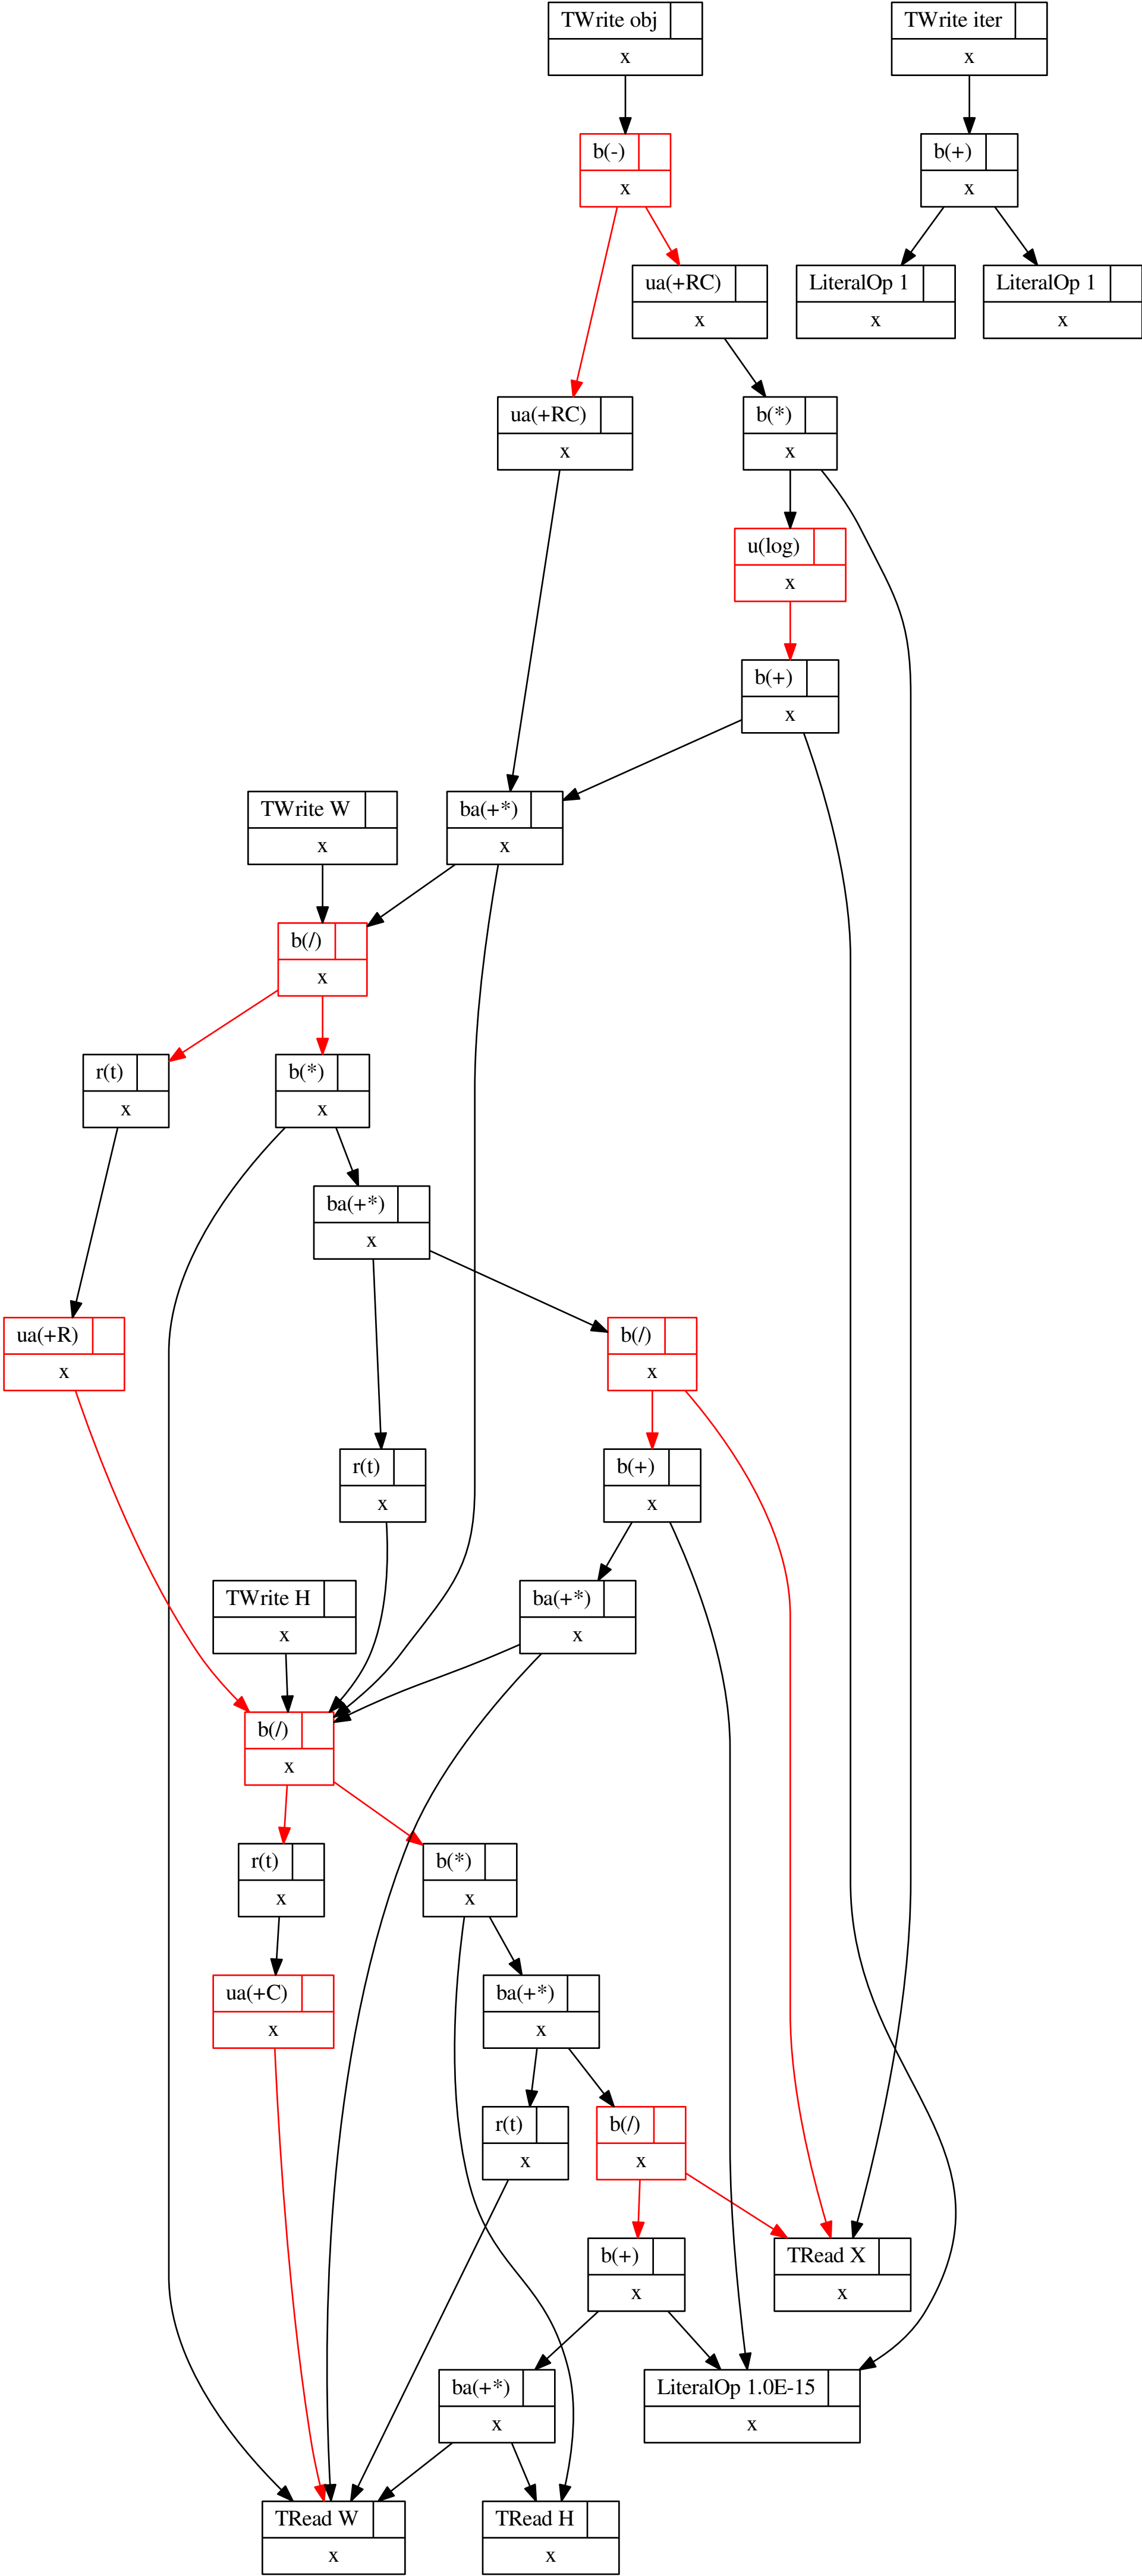 TWrite obj
x
TWrite iter
x
b(-)
x
b(+)
x
ua(+RC)
x
LiteralOp 1
x
LiteralOp 1
x
ua(+RC)
x
b(*)
x
u(log)
x
b(+)
x
TWrite W
x
ba(+*)
x
b(/)
x
r(t)
x
b(*)
x
ba(+*)
x
ua(+R)
x
b(/)
x
r(t)
x
b(+)
x
TWrite H
x
ba(+*)
x
b(/)
x
r(t)
x
b(*)
x
ua(+C)
x
ba(+*)
x
r(t)
x
b(/)
x
b(+)
x
TRead X
x
ba(+*)
x
LiteralOp 1.0E-15
x
TRead W
x
TRead H
x